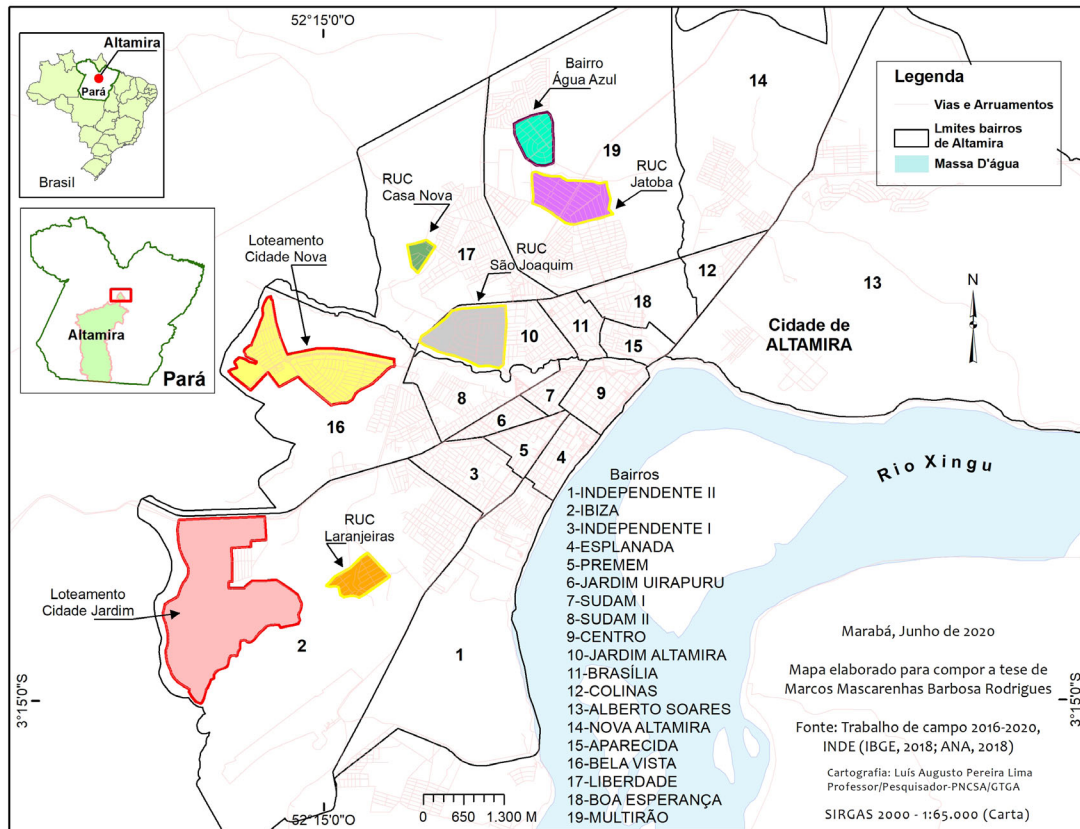 52°15'0"O
Altamira
Pará
Brasil
Altamira
Pará
Bairro
Água Azul
RUC
Jatoba
RUC
Casa Nova
Loteamento
Cidade Nova
RUC
São Joaquim
14
19
17
12
13
18
11
10
15
8
7
9
6
16
5
4
3
2
1
Cidade de
ALTAMIRA
N
Rio Xingu
RUC
Laranjeiras
Loteamento
Cidade Jardim
Legenda
Vias e Arruamentos
Lmites bairros
de Altamira
Massa D'água
Bairros
1-INDEPENDENTE II
2-IBIZA
3-INDEPENDENTE I
4-ESPLANADA
5-PREMEM
6-JARDIM UIRAPURU
7-SUDAM I
8-SUDAM II
9-CENTRO
10-JARDIM ALTAMIRA
11-BRASÍLIA
12-COLINAS
13-ALBERTO SOARES
14-NOVA ALTAMIRA
15-APARECIDA
16-BELA VISTA
17-LIBERDADE
18-BOA ESPERANÇA
19-MULTIRÃO
Marabá, Junho de 2020
Mapa elaborado para compor a tese de
Marcos Mascarenhas Barbosa Rodrigues
Fonte: Trabalho de campo 2016-2020,
INDE (IBGE, 2018; ANA, 2018)
Cartografia: Luís Augusto Pereira Lima
Professor/Pesquisador-PNCSA/GTGA
SIRGAS 2000 - 1:65.000 (Carta)
3°15'0"S
3°15'0"S
52°15'0"O
0 650 1.300 M